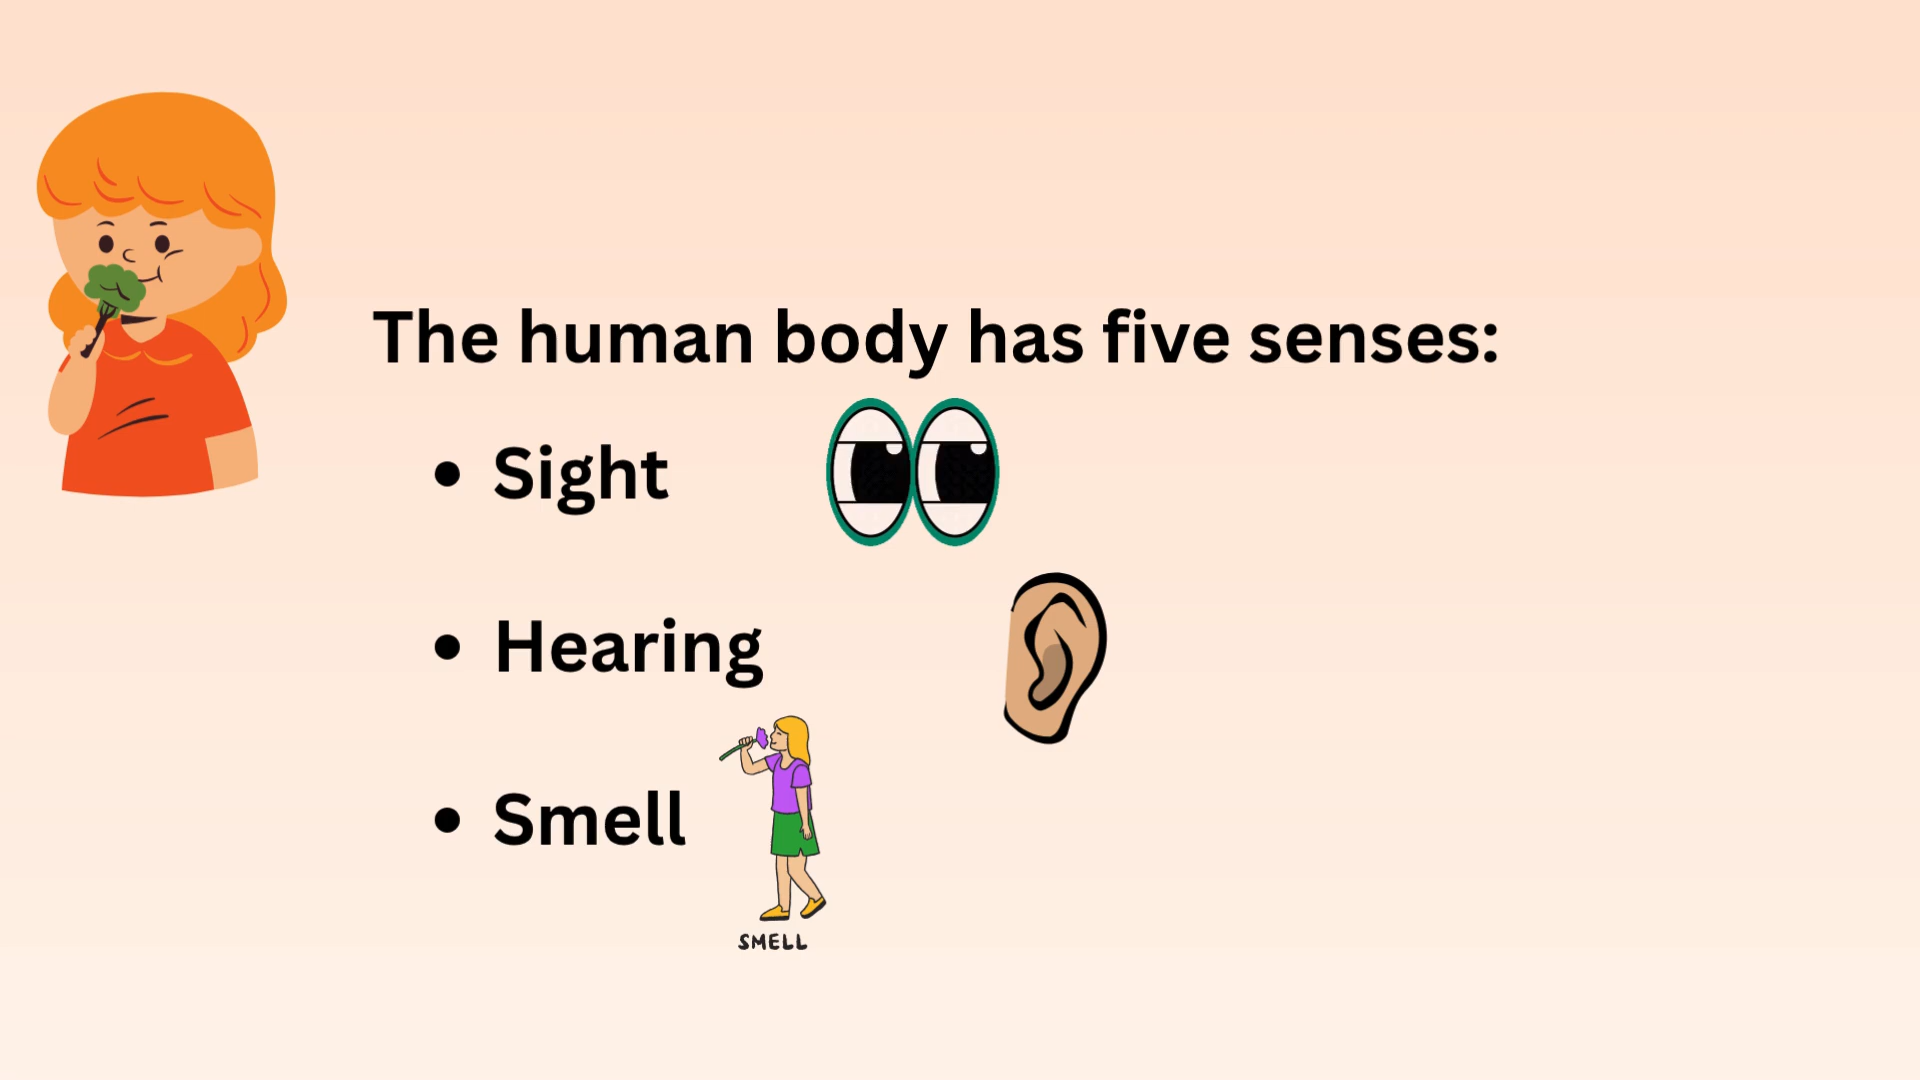 The human body has five senses:
• Sight
• Hearing
• Smell
SMELL